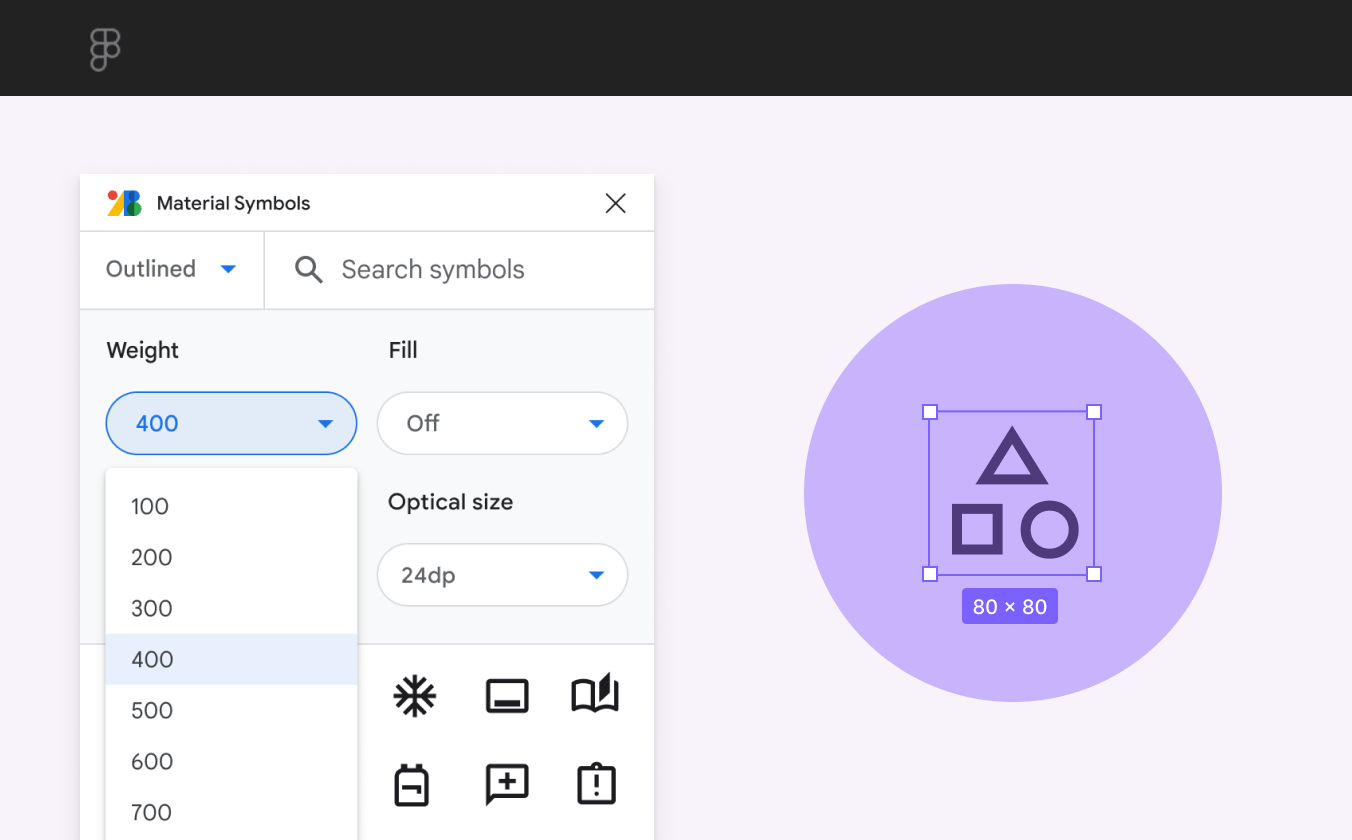 Material Symbols
Outlined
Search symbols
Weight
Fill
400
Off
100
200
300
400
500
600
700
Optical size
24dp
80 × 80